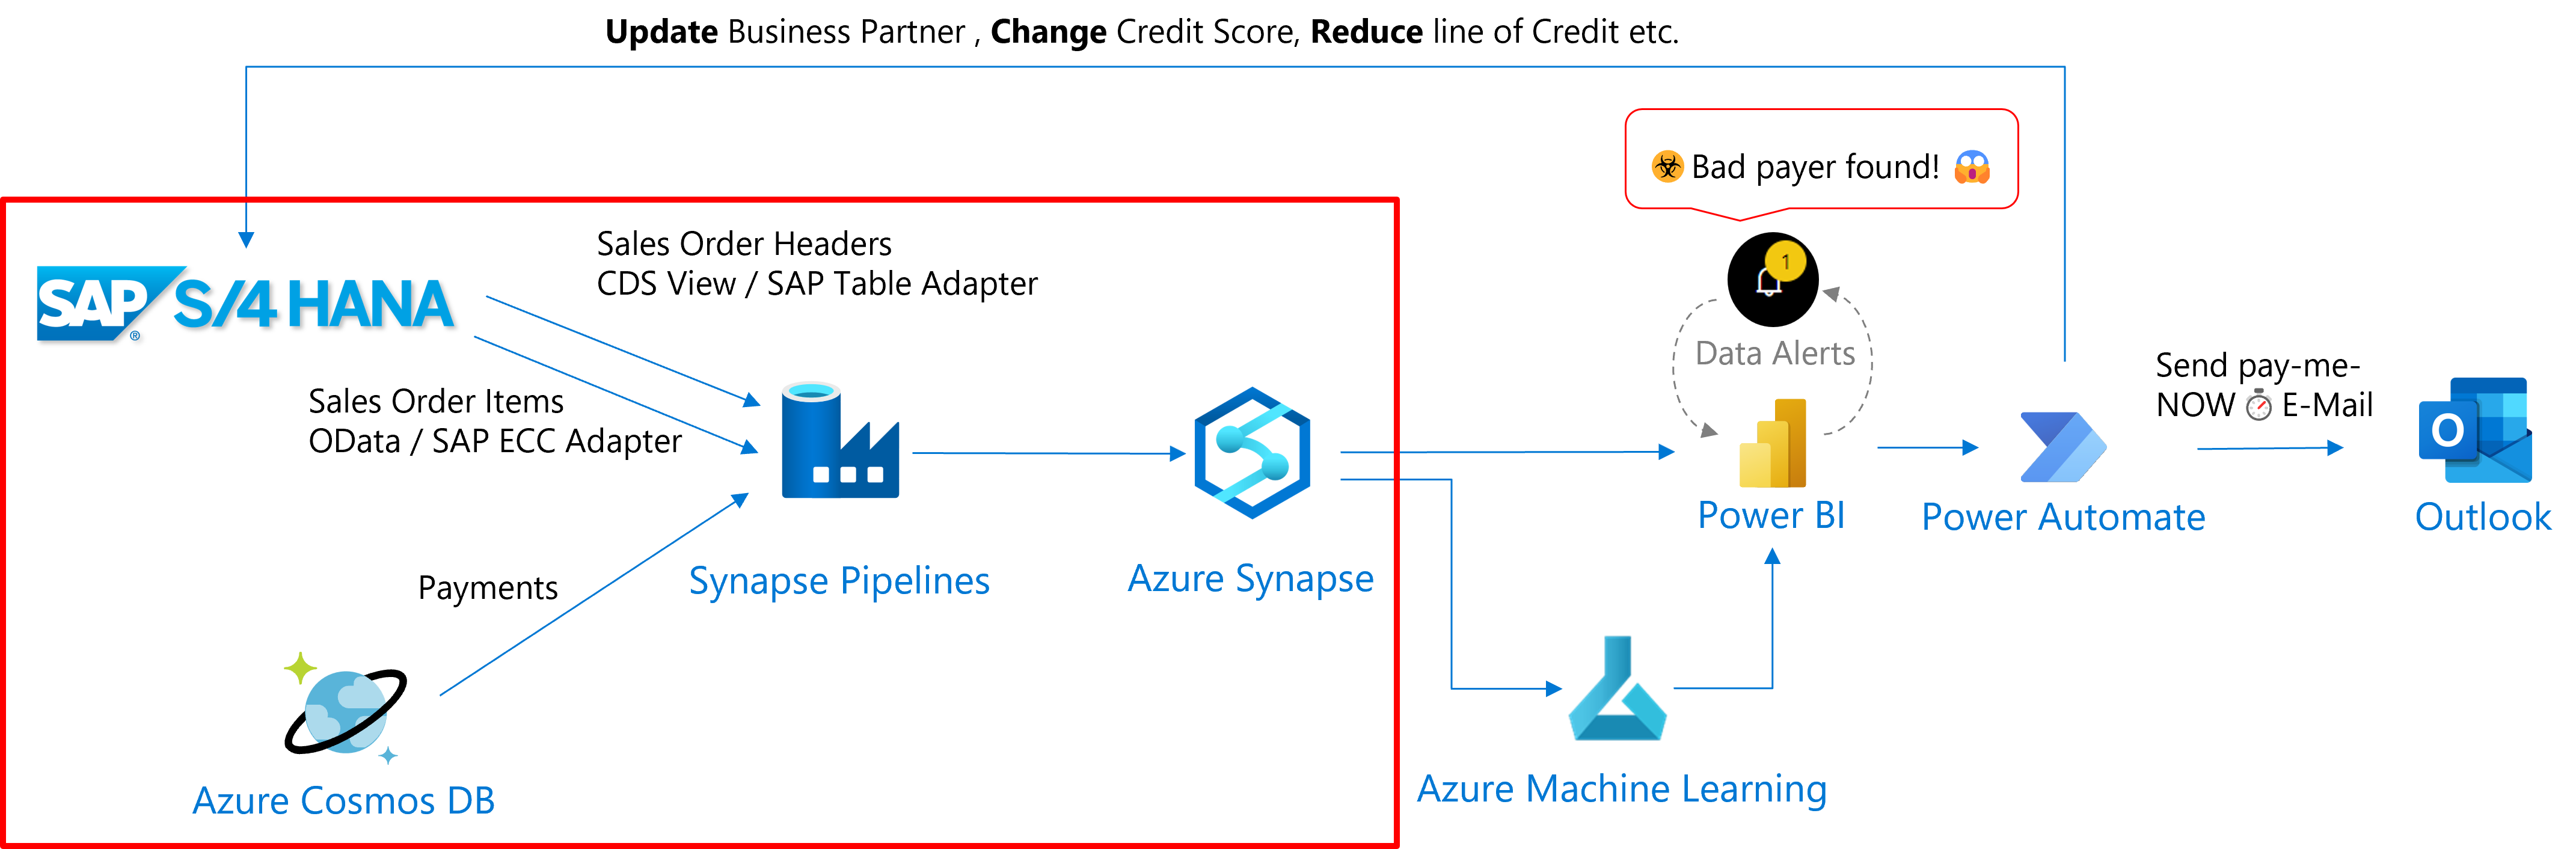 Update Business Partner , Change Credit Score, Reduce line of Credit etc.
☣ Bad payer found! 😱
Sales Order Headers
CDS View / SAP Table Adapter
SAP® S/4 HANA
1
Data Alerts
Sales Order Items
OData / SAP ECC Adapter
Send pay-me-
NOW ⏱ E-Mail
O
Power BI
Power Automate
Outlook
Payments
Synapse Pipelines
Azure Synapse
Azure Cosmos DB
Azure Machine Learning